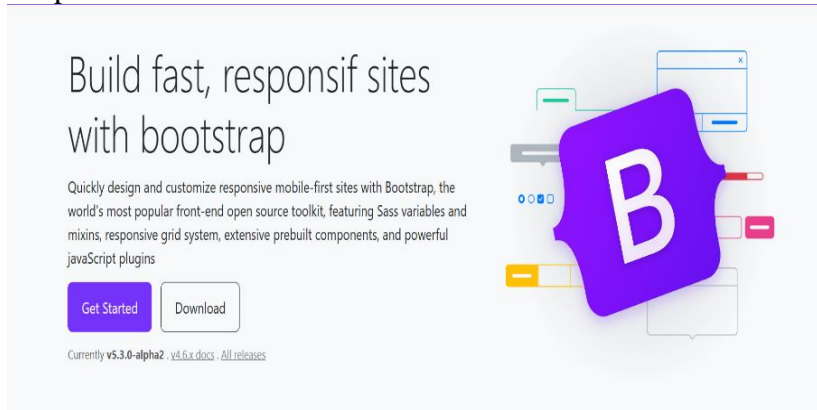 Build fast, responsif sites
with bootstrap
Quickly design and customize responsive mobile-first sites with Bootstrap, the
world's most popular front-end open source toolkit, featuring Sass variables and
mixins, responsive grid system, extensive prebuilt components, and powerful
javaScript plugins
Get Started
Download
Currently v5.3.0-alpha2 . v4.6.x docs . All releases
B